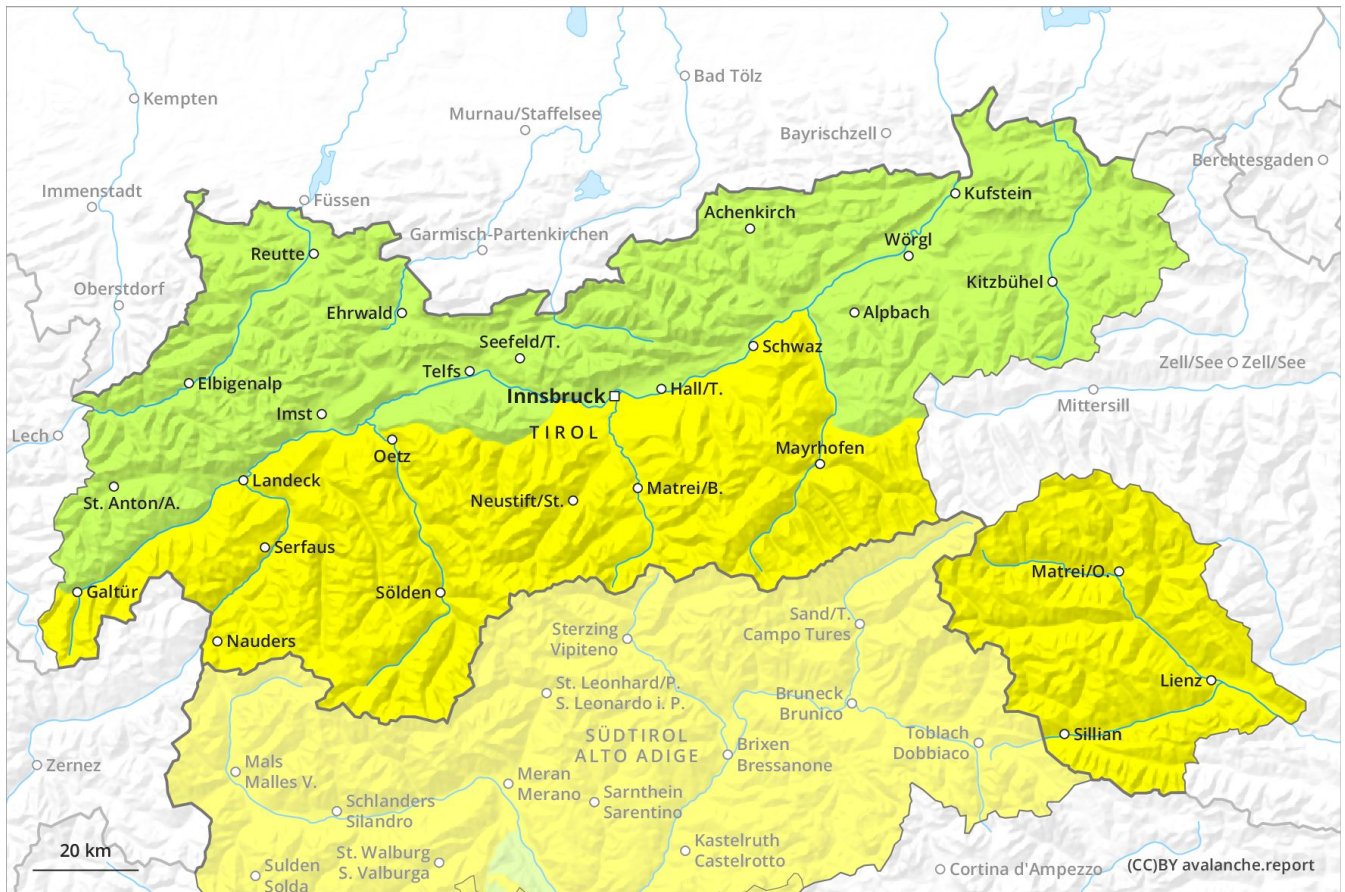 Kempten
Bad Tölz
Murnau/Staffelsee
Bayrischzell
Berchtesgaden
Immenstadt
Füssen
Kufstein
Achenkirch
Garmisch-Partenkirchen
Wörgl
Reutte
Oberstdorf
Kitzbühel
Ehrwald
Alpbach
Seefeld/T.
Schwaz
Telfs
Zell/See
Zell/See
Elbigenalp
Hall/T.
Innsbruck
Mittersill
Imst
TIROL
Lech
Oetz
Mayrhofen
Landeck
Matrei/B.
St. Anton/A.
Neustift/St.
Serfaus
Matrei/O.
Galtür
Sölden
Sand/T.
Campo Tures
Sterzing
Vipiteno
Nauders
Lienz
St. Leonhard/P.
S. Leonardo i. P.
Bruneck
Brunico
SÜDTIROL
ALTO ADIGE
Toblach
Dobbiaco
Sillian
Brixen
Bressanone
Zernez
Mals
Malles V.
Meran
Merano
Sarnthein
Sarentino
Schlanders
Silandro
Kastelruth
Castelrotto
St. Walburg
S. Valburga
20 km
Sulden
Solda
Cortina d'Ampezzo
(CC)BY avalanche.report